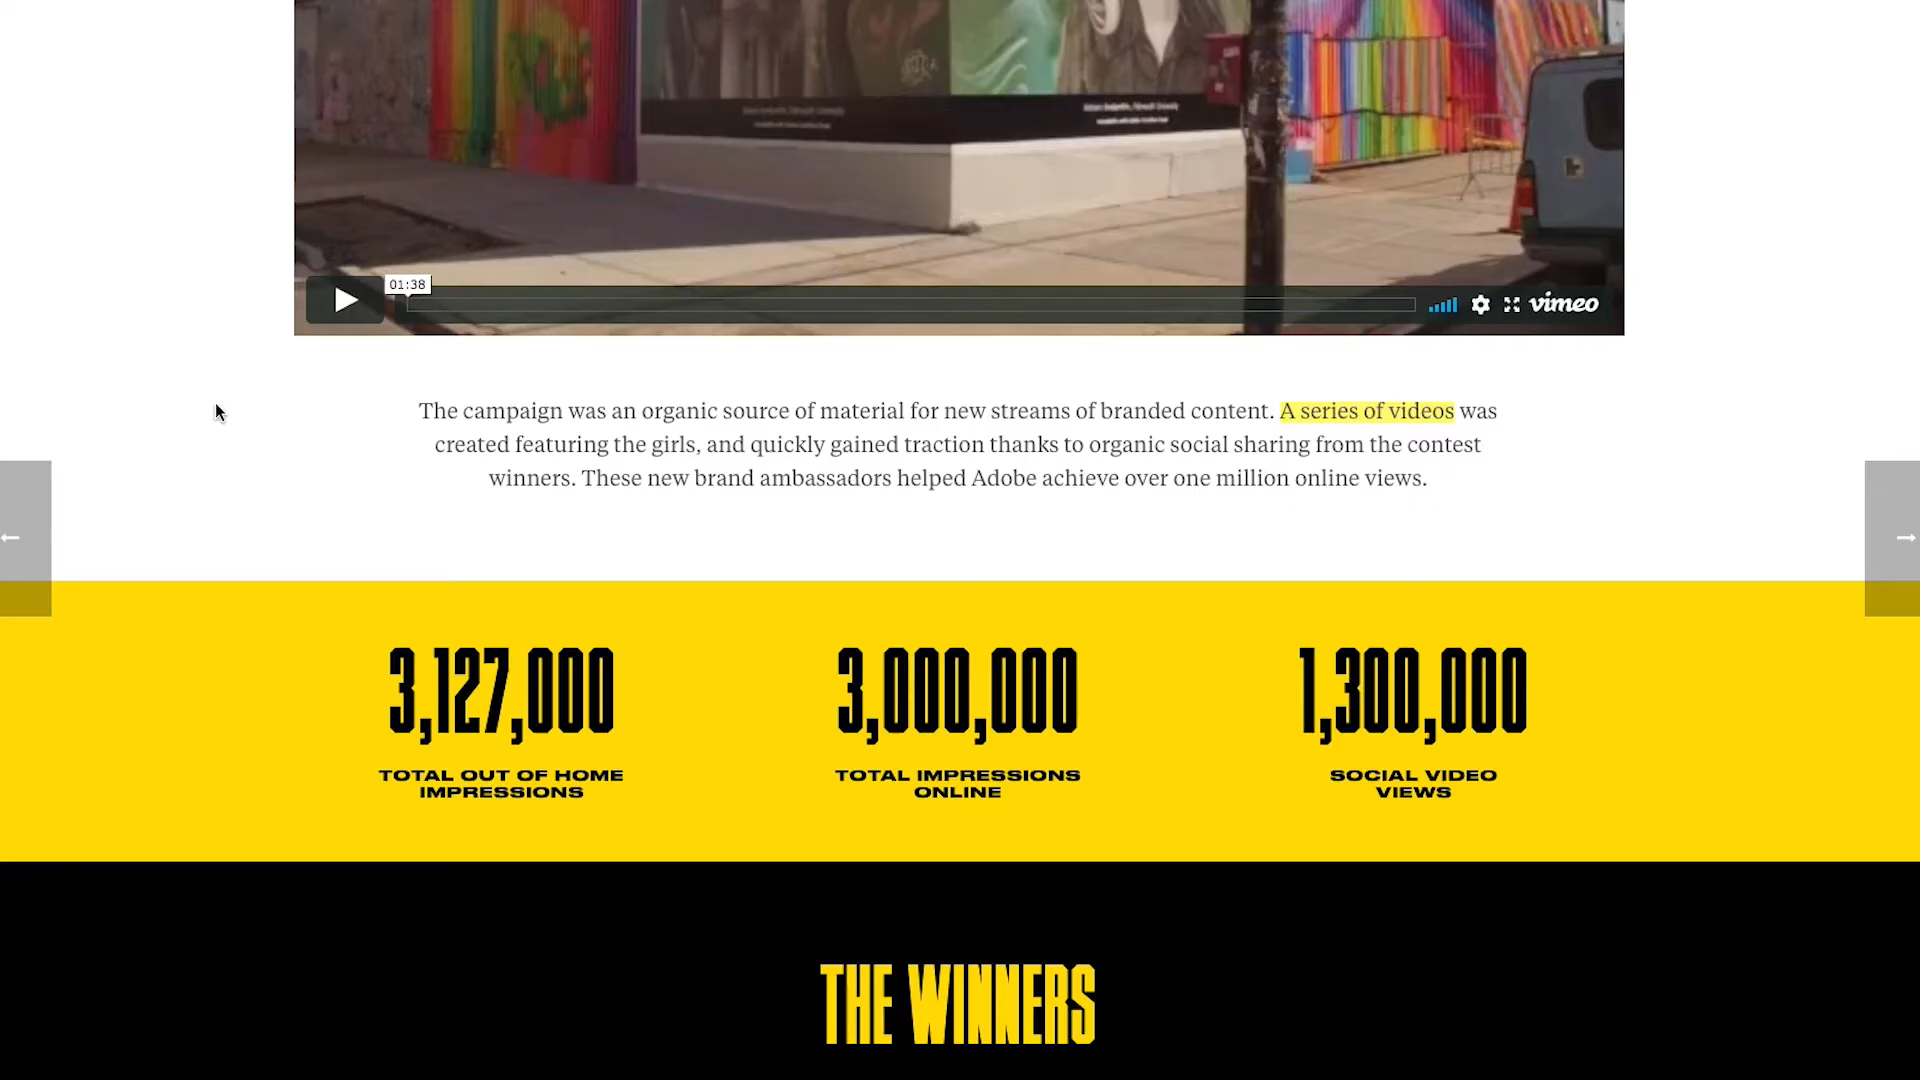 01:38
vimeo
The campaign was an organic source of material for new streams of branded content. A series of videos was
created featuring the girls, and quickly gained traction thanks to organic social sharing from the contest
winners. These new brand ambassadors helped Adobe achieve over one million online views.
3,127,000
TOTAL OUT OF HOME
IMPRESSIONS
3,000,000
TOTAL IMPRESSIONS
ONLINE
1,300,000
SOCIAL VIDEO
VIEWS
THE WINNERS